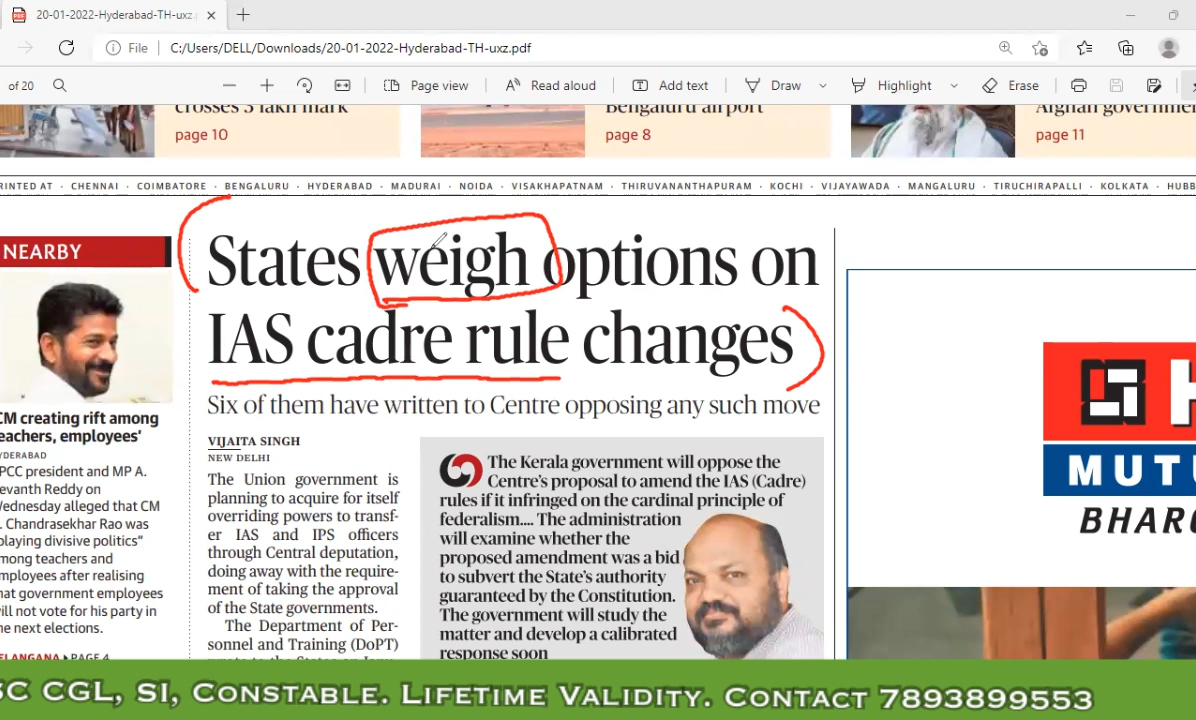 20-01-2022-Hyderabad-TH-uxz.
File
C:/Users/DELL/Downloads/20-01-2022-Hyderabad-TH-uxz.pdf
of 20
Page view
Read aloud
Add text
Draw
Highlight
Erase
crosses 3 lakh mark
page 10
Bengaluru airport
page 8
Afghan governme
page 11
RINTED AT · CHENNAI · COIMBATORE · BENGALURU · HYDERABAD · MADURAI · NOIDA · VISAKHAPATNAM · THIRUVANANTHAPURAM · KOCHI · VIJAYAWADA · MANGALURU · TIRUCHIRAPALLI · KOLKATA · HUBB
NEARBY
CM creating rift among
eachers, employees'
YDERABAD
PCC president and MP A.
evanth Reddy on
Wednesday alleged that CM
. Chandrasekhar Rao was
playing divisive politics"
mong teachers and
mployees after realising
hat government employees
ill not vote for his party in
he next elections.
ELANGANA ▶ PAGE 4
States weigh options on
IAS cadre rule changes
Six of them have written to Centre opposing any such move
VIJAITA SINGH
NEW DELHI
The Union government is
planning to acquire for itself
overriding powers to transf-
er IAS and IPS officers
through Central deputation,
doing away with the require-
ment of taking the approval
of the State governments.
The Department of Per-
sonnel and Training (DoPT)
The Kerala government will oppose the
Centre's proposal to amend the IAS (Cadre)
rules if it infringed on the cardinal principle of
federalism.... The administration
will examine whether the
proposed amendment was a bid
to subvert the State's authority
guaranteed by the Constitution.
The government will study the
matter and develop a calibrated
response soon
H
MUTU
BHARO
SC CGL, SI, CONSTABLE. LIFETIME VALIDITY. CONTACT 7893899553